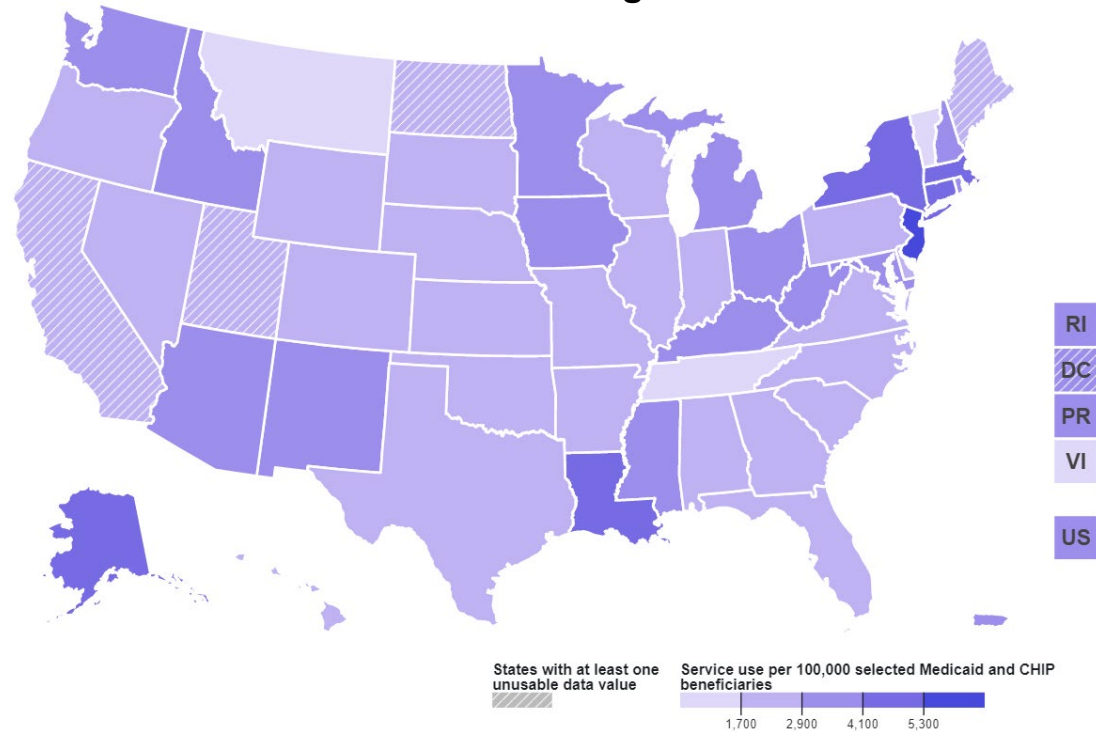 RI
DC
PR
VI
US
States with at least one
unusable data value
Service use per 100,000 selected Medicaid and CHIP
beneficiaries
1,700 2,900 4,100 5,300